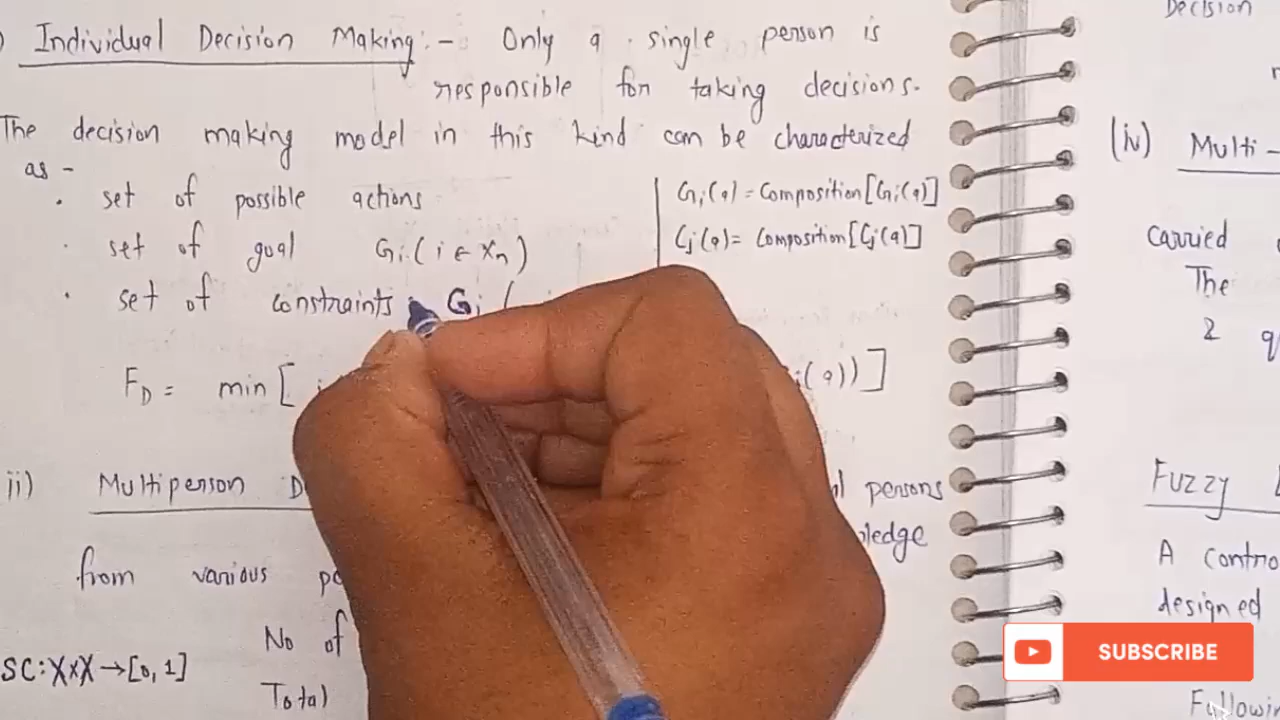 ) Individual Decision Making :- Only a single person is
responsible for taking decisions.
The decision making model in this kind can be characterized
as -
. set of possible actions
. set of goal Gi (i ∈ Xn)
. set of constraints Gi (
Gi(a) = Composition[Gi(a)]
Cj(a) = Composition[Cj(a)]
FD = min [ i(a))]
ii) Multiperson persons
from various
No of
Total
SC: XxX → [0,1]
Decision
(iv) Multi -
Carried
The
2 q
Fuzzy
A contro
designed
Followin
SUBSCRIBE